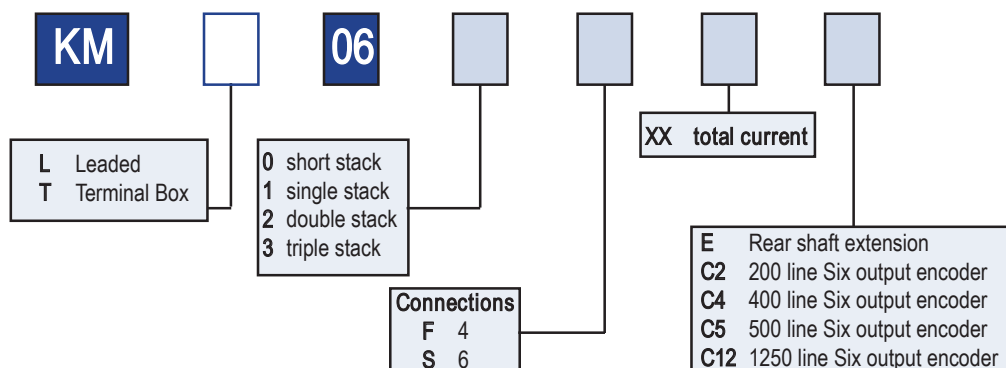 KM 06
L Leaded
T Terminal Box
0 short stack
1 single stack
2 double stack
3 triple stack
Connections
F 4
S 6
XX total current
E Rear shaft extension
C2 200 line Six output encoder
C4 400 line Six output encoder
C5 500 line Six output encoder
C12 1250 line Six output encoder